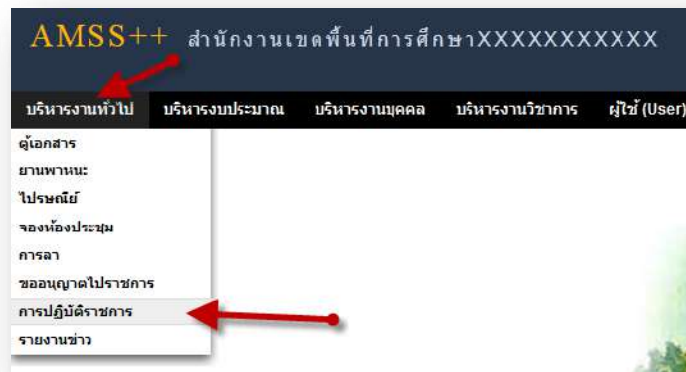 AMSS++ สำนักงานเขตพื้นที่การศึกษาXXXXXXXXXXX
บริหารงานทั่วไป บริหารงบประมาณ บริหารงานบุคคล บริหารงานวิชาการ ผู้ใช้ (User)
ตู้เอกสาร
ยานพาหนะ
ไปรษณีย์
จองห้องประชุม
การลา
ขออนุญาตไปราชการ
การปฏิบัติราชการ
รายงานข่าว